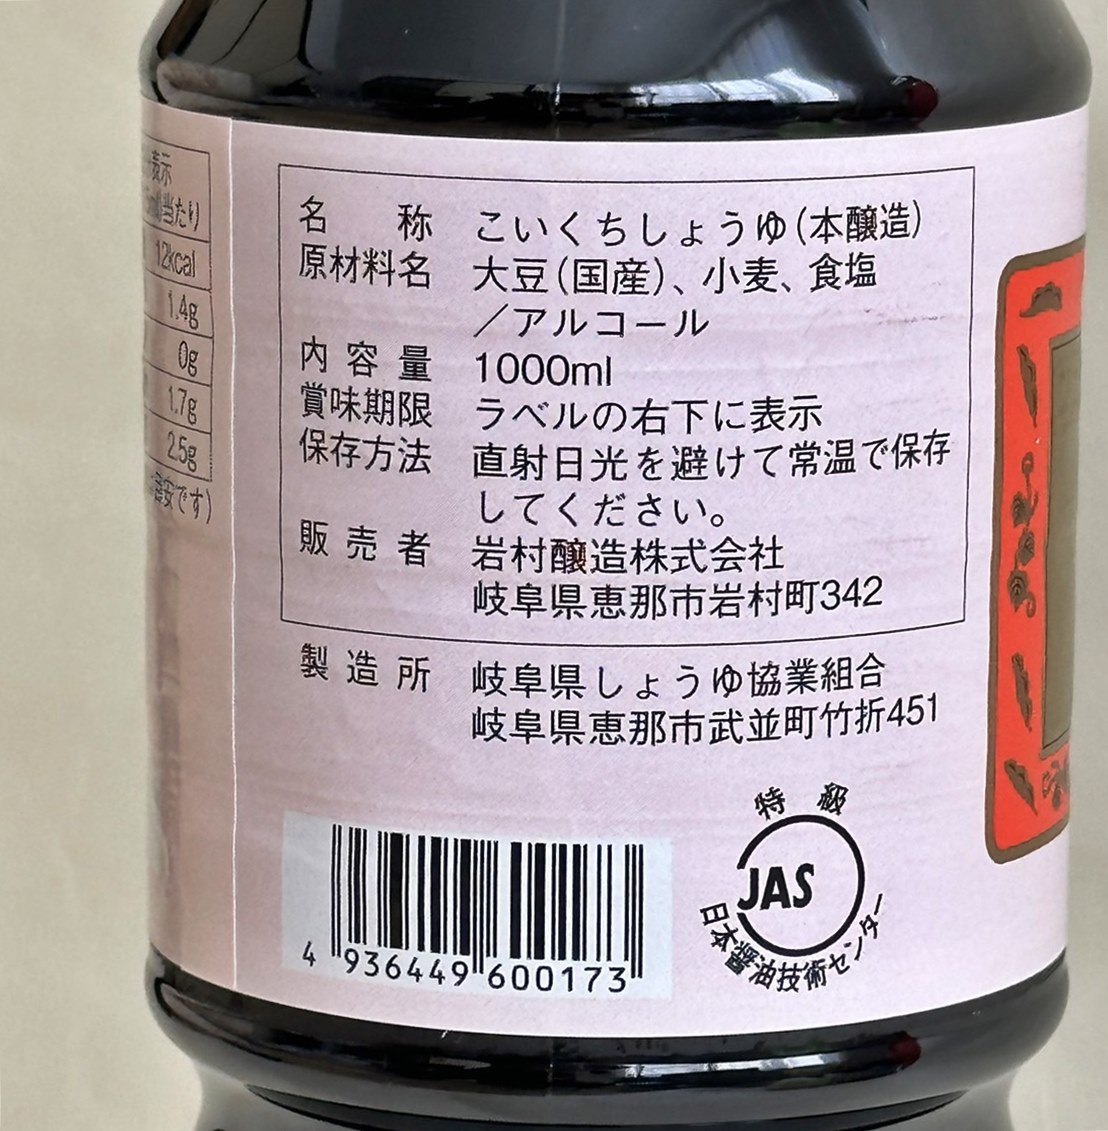 表示
当たり
12kcal
1.4g
0g
1.7g
2.5g
目安です)
名称 こいくちしょうゆ(本醸造)
原材料名 大豆(国産)、小麦、食塩
／アルコール
内容量 1000ml
賞味期限 ラベルの右下に表示
保存方法 直射日光を避けて常温で保存
してください。
販売者 岩村醸造株式会社
岐阜県恵那市岩村町342
製造所 岐阜県しょうゆ協業組合
岐阜県恵那市武並町竹折451
特級
JAS
日本醤油技術センター
4 936449 600173